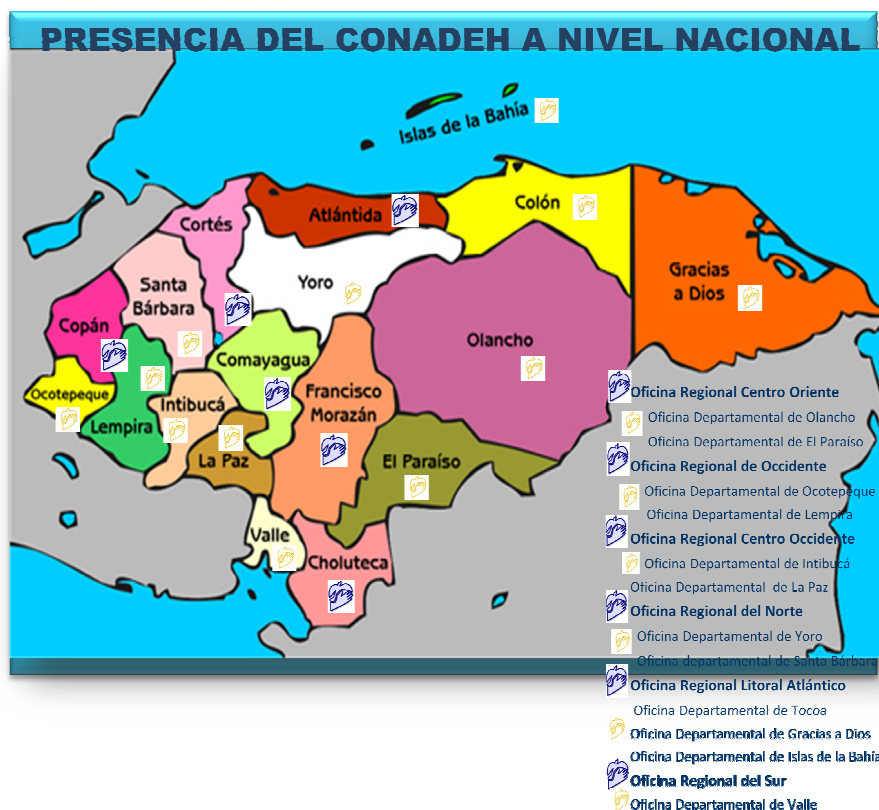 PRESENCIA DEL CONADEH A NIVEL NACIONAL
Islas de la Bahía
Cortés
Atlántida
Colón
Santa
Bárbara
Yoro
Gracias
a Dios
Copán
Comayagua
Olancho
Ocotepeque
Lempira
Intibucá
Francisco
Morazán
La Paz
El Paraíso
Valle
Choluteca
Oficina Regional Centro Oriente
Oficina Departamental de Olancho
Oficina Departamental de El Paraíso
Oficina Regional de Occidente
Oficina Departamental de Ocotepeque
Oficina Departamental de Lempira
Oficina Regional Centro Occidente
Oficina Departamental de Intibucá
Oficina Departamental de La Paz
Oficina Regional del Norte
Oficina Departamental de Yoro
Oficina departamental de Santa Bárbara
Oficina Regional Litoral Atlántico
Oficina Departamental de Tocoa
Oficina Departamental de Gracias a Dios
Oficina Departamental de Islas de la Bahía
Oficina Regional del Sur
Oficina Departamental de Valle